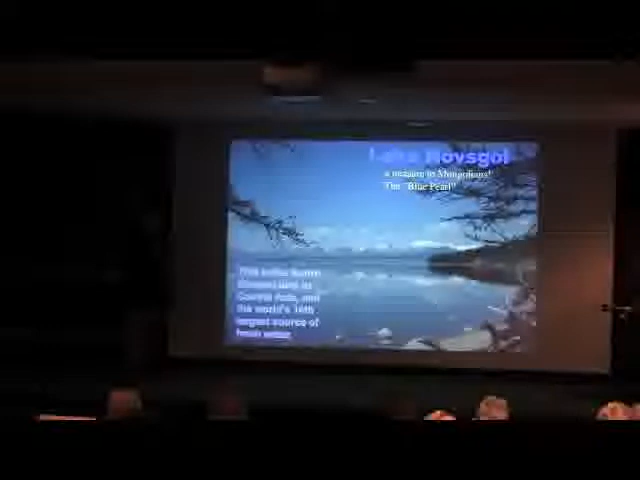 Lake Hovsgol
a treasure to Mongolians!
The "Blue Pearl"
Central Asia, and
the world's 14th
largest source of
fresh water